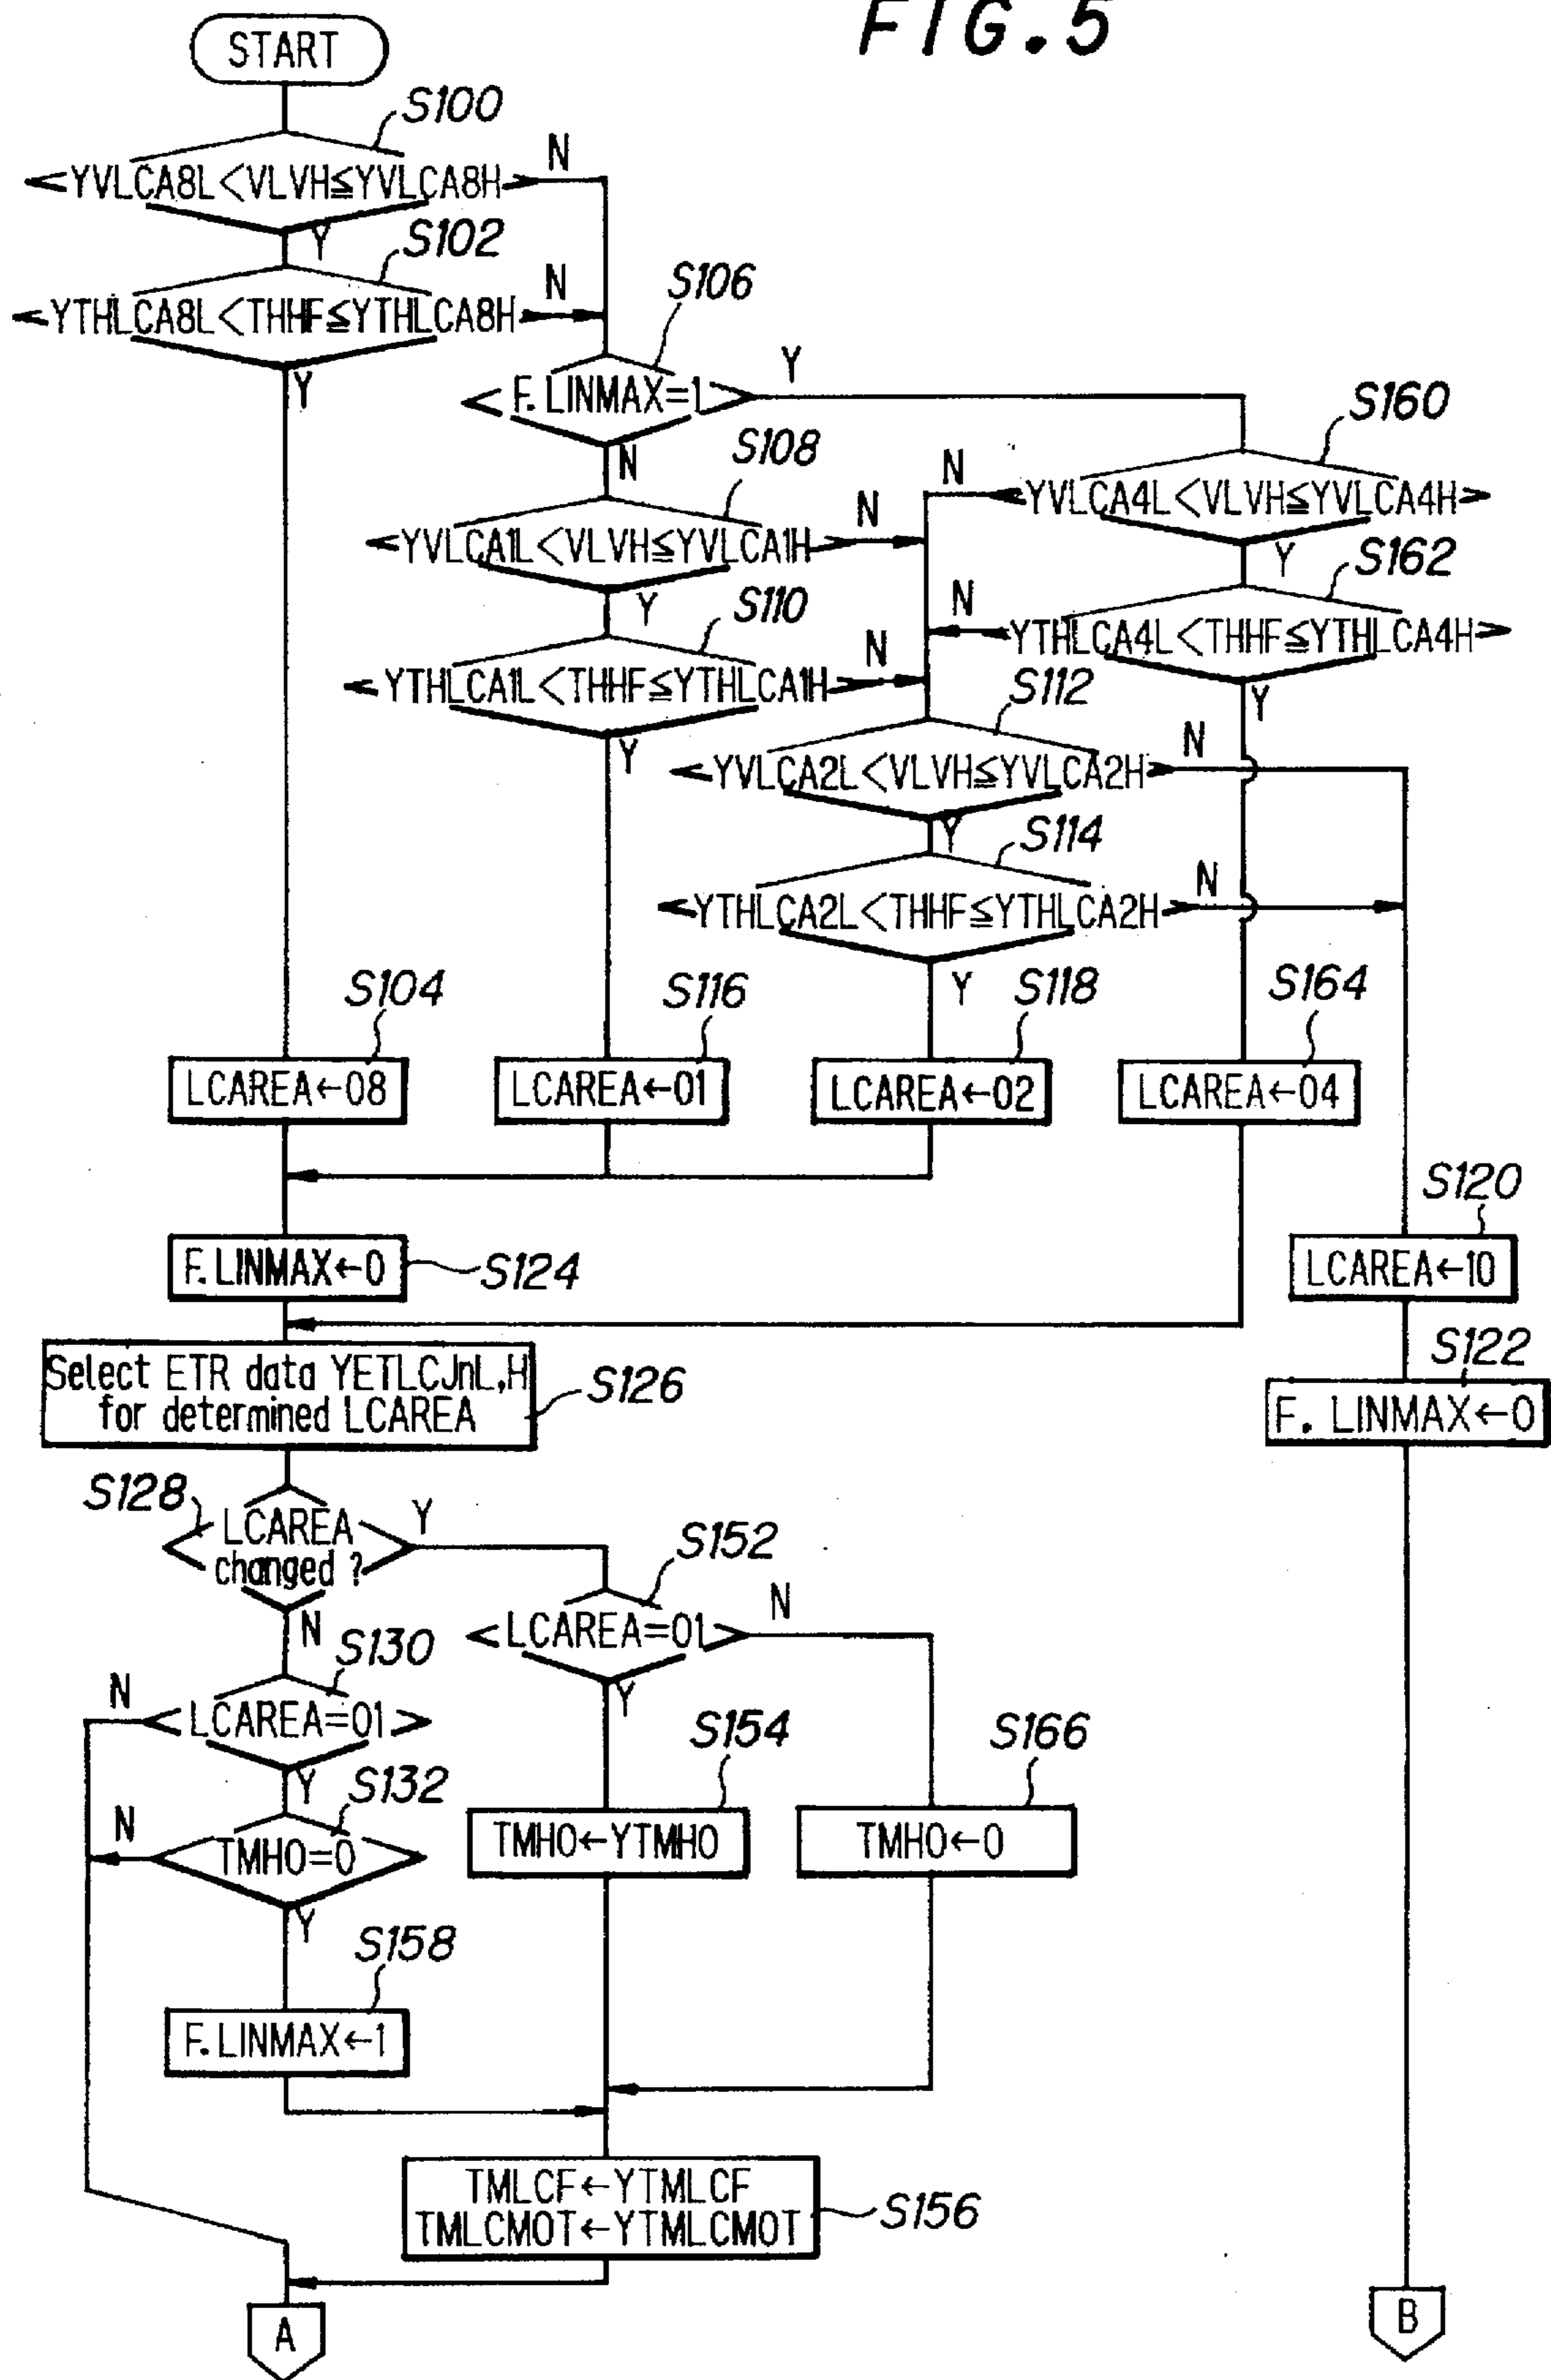 FIG.5
START
S100
YVLCA8L<VLVH≦YVLCA8H
N
Y
S102
YTHLCA8L<THHF≦YTHLCA8H
N
Y
S106
F.LINMAX=1
Y
N
S160
YVLCA4L<VLVH≦YVLCA4H
N
Y
S108
YVLCA1L<VLVH≦YVLCA1H
N
Y
S162
YTHLCA4L<THHF≦YTHLCA4H
N
Y
S110
YTHLCA1L<THHF≦YTHLCA1H
N
Y
S112
YVLCA2L<VLVH≦YVLCA2H
N
Y
S114
YTHLCA2L<THHF≦YTHLCA2H
N
Y
S104
LCAREA←08
S116
LCAREA←01
S118
LCAREA←02
S164
LCAREA←04
S120
LCAREA←10
S124
F.LINMAX←0
S122
F. LINMAX←0
S126
Select ETR data YETLCJnL,H
for determined LCAREA
S128
LCAREA
changed ?
Y
N
S152
LCAREA=01
N
Y
S130
LCAREA=01
N
Y
S132
TMHO=0
N
Y
S154
TMHO←YTMHO
S166
TMHO←0
S158
F.LINMAX←1
S156
TMLCF←YTMLCF
TMLCMOT←YTMLCMOT
A
B